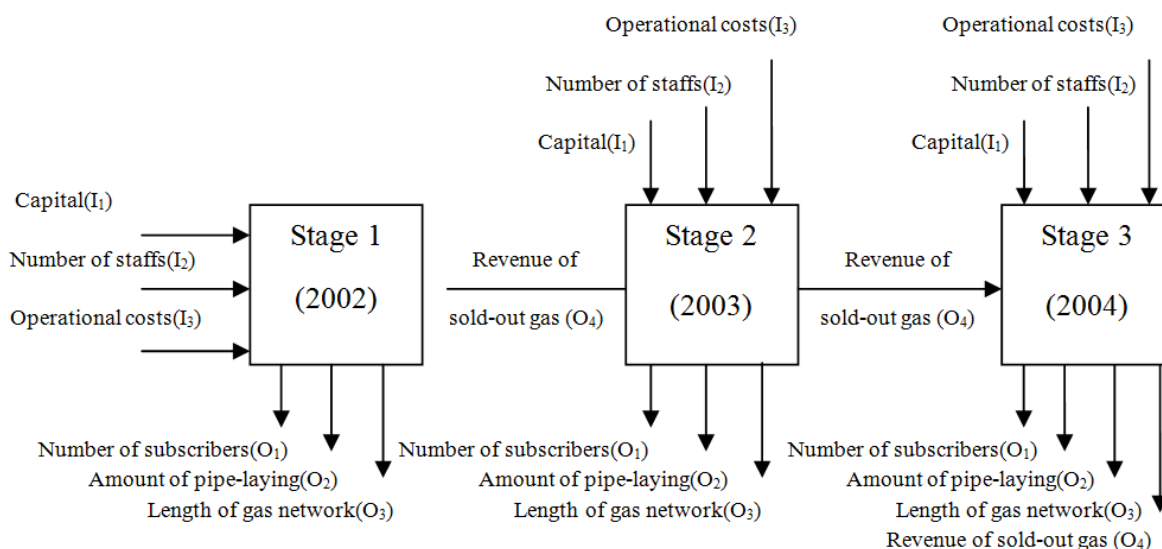 Operational costs(I₃)
Operational costs(I₃)
Number of staffs(I₂)
Number of staffs(I₂)
Capital(I₁)
Capital(I₁)
Capital(I₁)
Number of staffs(I₂)
Operational costs(I₃)
Stage 1
(2002)
Revenue of
sold-out gas (O₄)
Stage 2
(2003)
Revenue of
sold-out gas (O₄)
Stage 3
(2004)
Number of subscribers(O₁)
Amount of pipe-laying(O₂)
Length of gas network(O₃)
Number of subscribers(O₁)
Amount of pipe-laying(O₂)
Length of gas network(O₃)
Number of subscribers(O₁)
Amount of pipe-laying(O₂)
Length of gas network(O₃)
Revenue of sold-out gas (O₄)